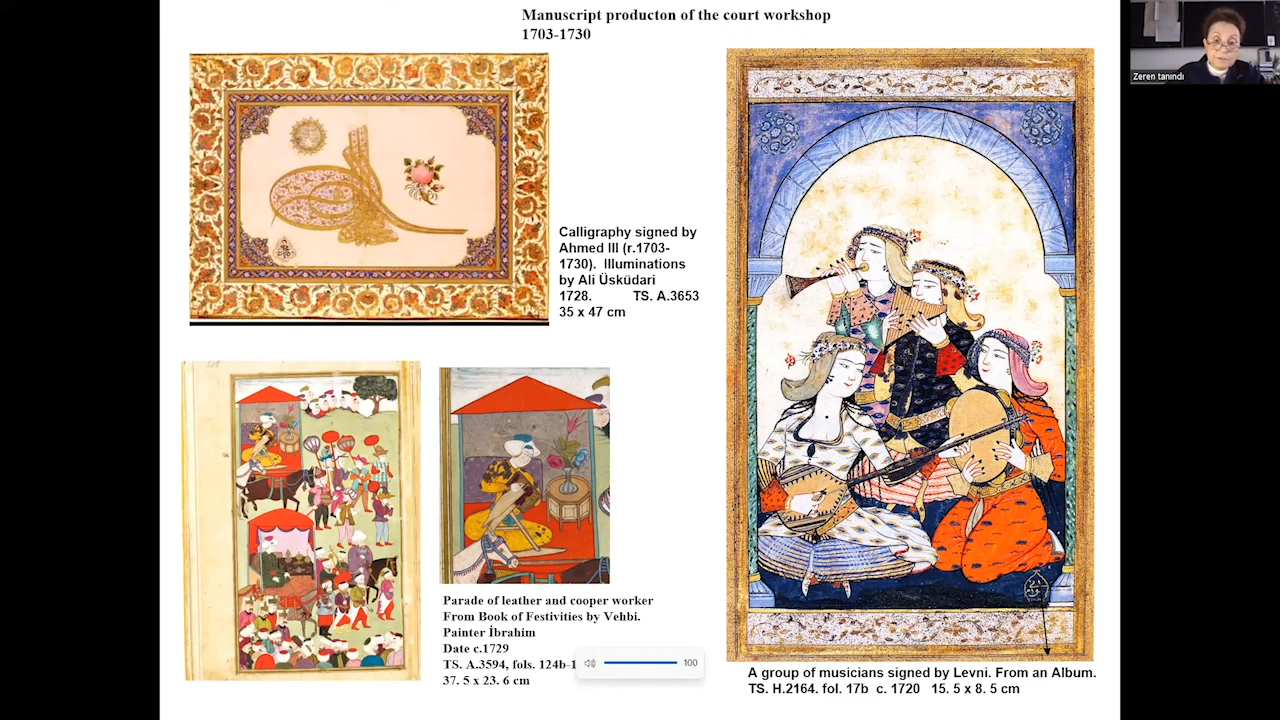 Manuscript producton of the court workshop
1703-1730
Zeren tanındı
Calligraphy signed by
Ahmed III (r.1703-
1730). Illuminations
by Ali Üsküdari
1728. TS. A.3653
35 x 47 cm
Parade of leather and cooper worker
From Book of Festivities by Vehbi.
Painter İbrahim
Date c.1729
TS. A.3594, fols. 124b-1
37. 5 x 23. 6 cm
100
A group of musicians signed by Levni. From an Album.
TS. H.2164. fol. 17b c. 1720 15. 5 x 8. 5 cm